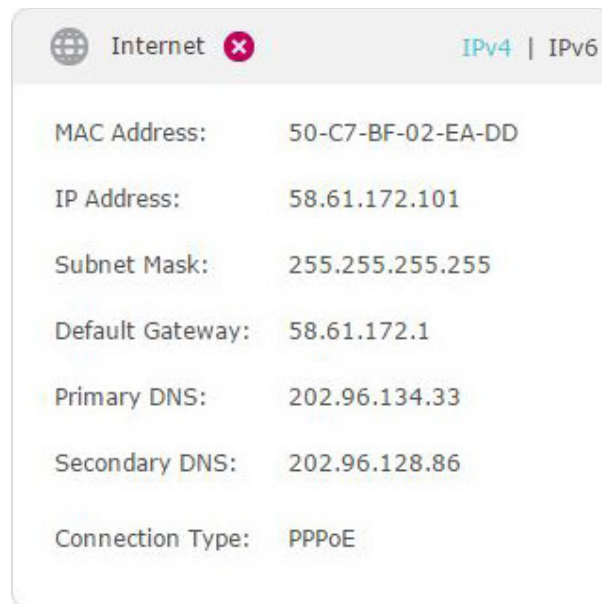 Internet IPv4 | IPv6
MAC Address: 50-C7-BF-02-EA-DD
IP Address: 58.61.172.101
Subnet Mask: 255.255.255.255
Default Gateway: 58.61.172.1
Primary DNS: 202.96.134.33
Secondary DNS: 202.96.128.86
Connection Type: PPPoE